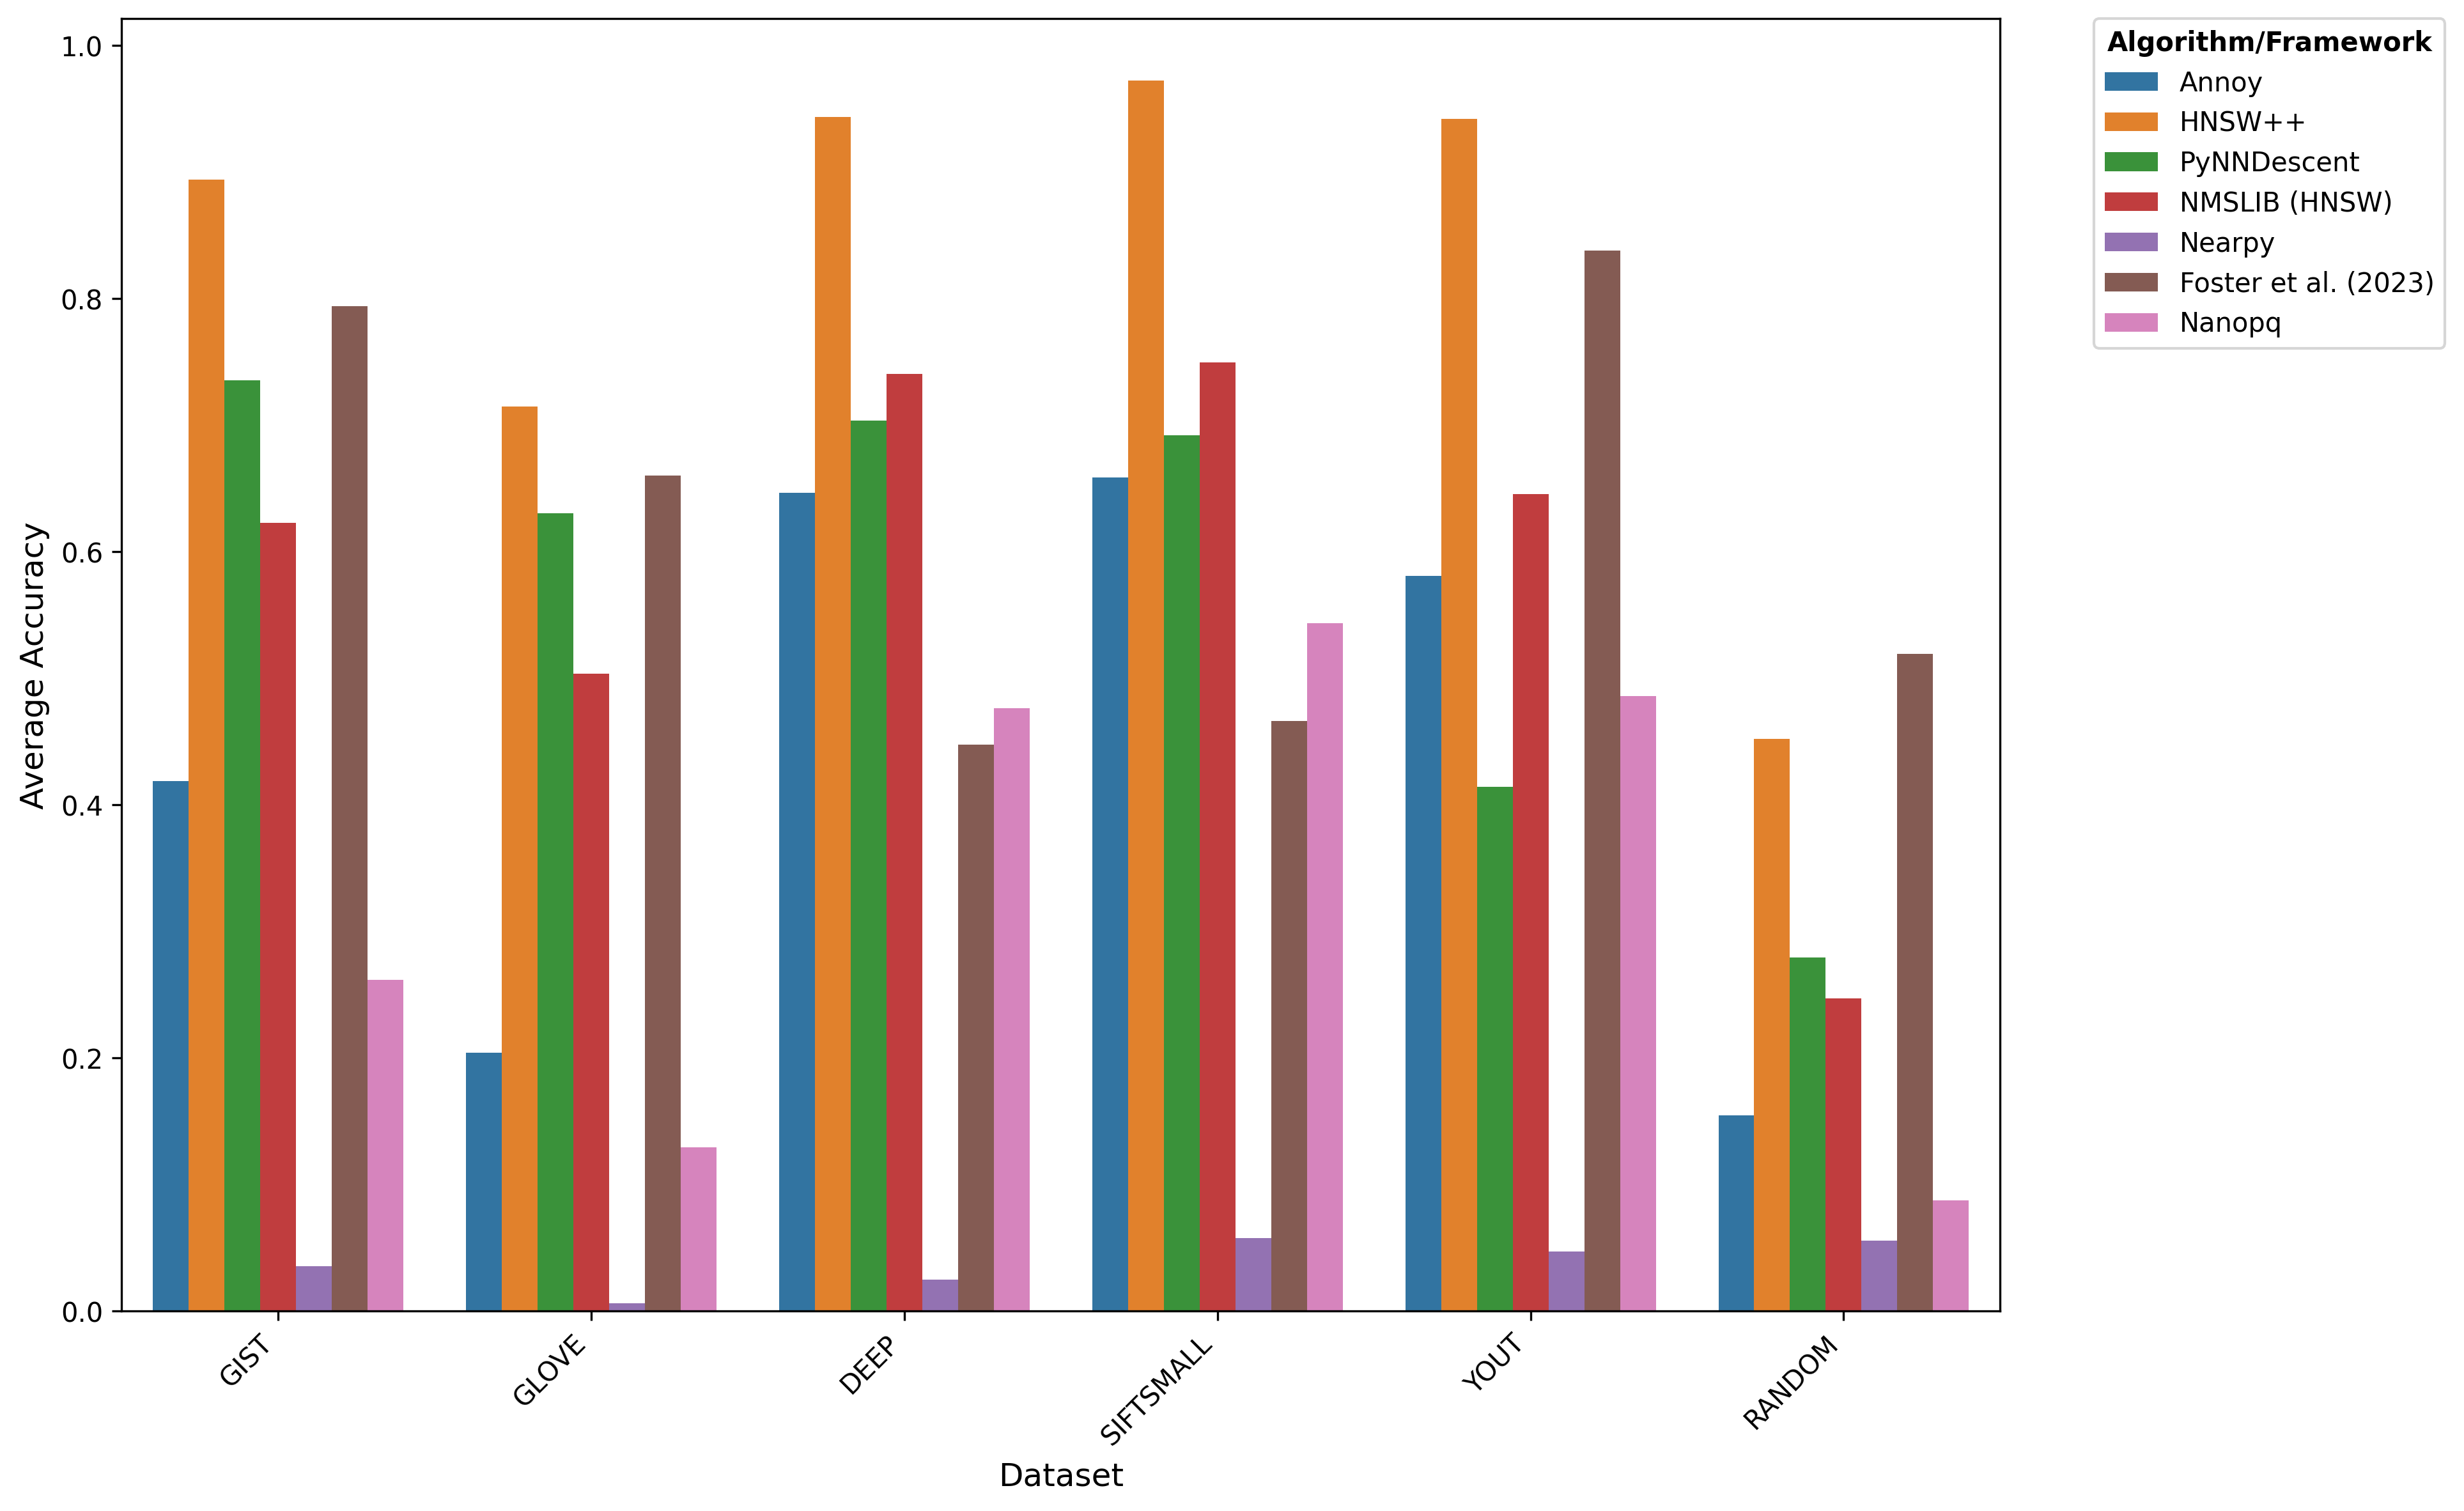 Algorithm/Framework
Annoy
HNSW++
PyNNDescent
NMSLIB (HNSW)
Nearpy
Foster et al. (2023)
Nanopq
Average Accuracy
1.0
0.8
0.6
0.4
0.2
0.0
GIST
GLOVE
DEEP
SIFTSMALL
YOUT
RANDOM
Dataset